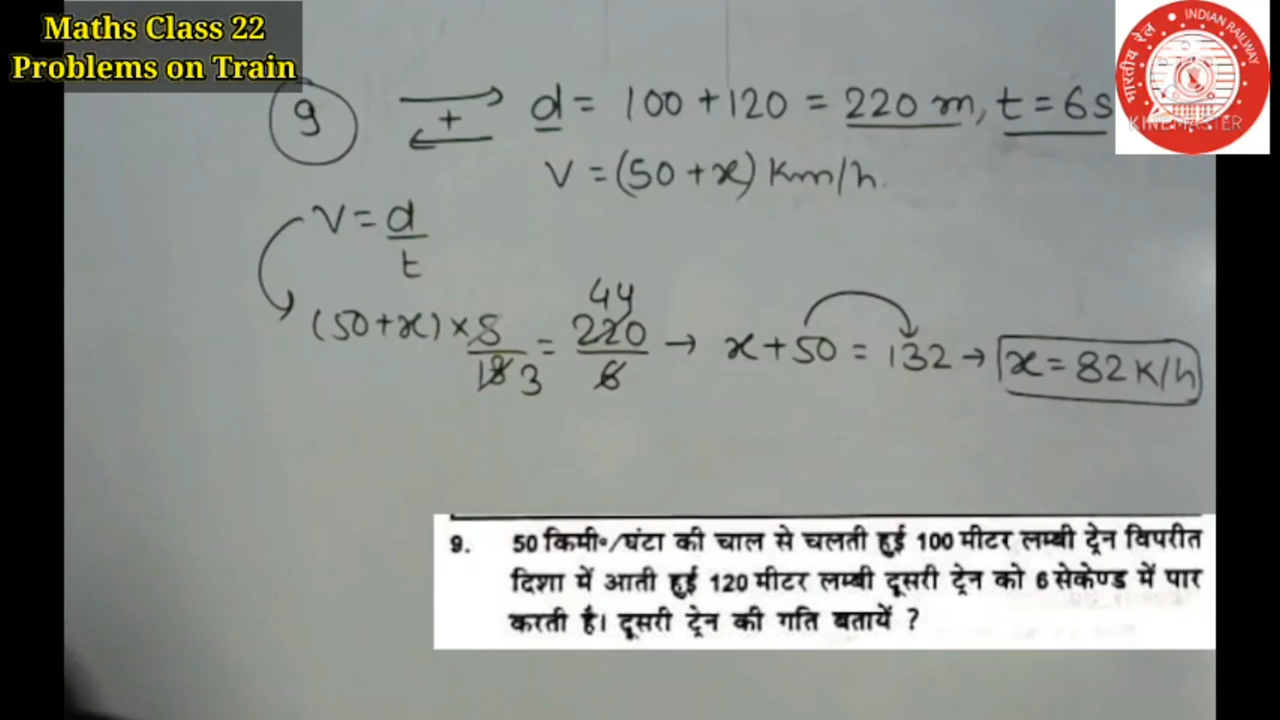 Maths Class 22
Problems on Train
भारतीय रेल
INDIAN RAILWAY
KINEMASTER
9 + d = 100 + 120 = 220 m, t = 6s
V = (50 + x) Km/h.
V = d/t
(50+x) × 5/18 3 = 44 220/6 → x + 50 = 132 → x = 82 K/h
9. 50 किमी॰/घंटा की चाल से चलती हुई 100 मीटर लम्बी ट्रेन विपरीत
दिशा में आती हुई 120 मीटर लम्बी दूसरी ट्रेन को 6 सेकेण्ड में पार
करती है। दूसरी ट्रेन की गति बतायें ?